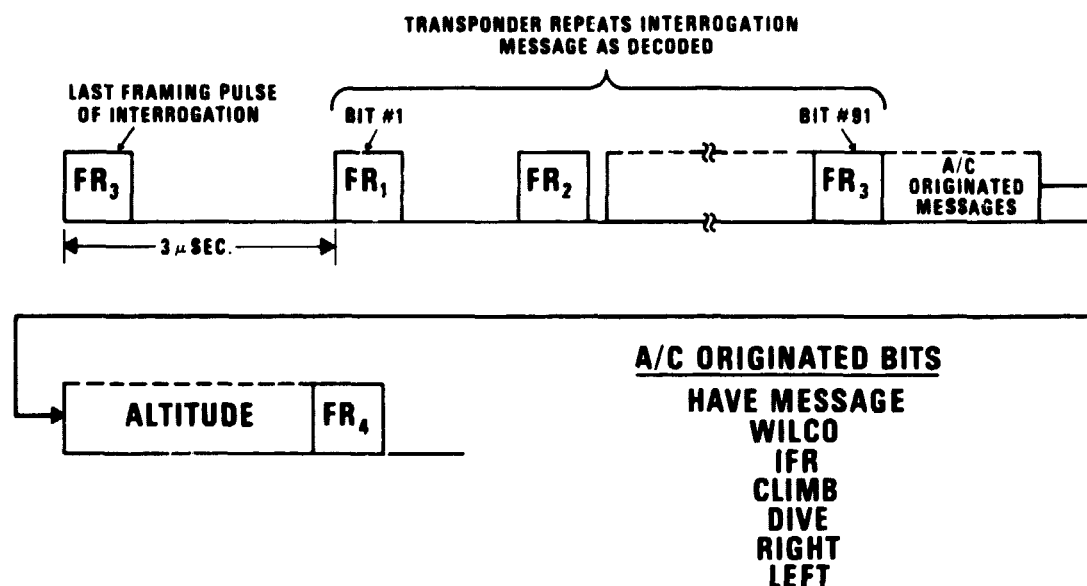 TRANSPONDER REPEATS INTERROGATION
MESSAGE AS DECODED
LAST FRAMING PULSE
OF INTERROGATION
BIT #1
BIT #91
FR₃
FR₁
FR₂
FR₃
A/C
ORIGINATED
MESSAGES
3 μ SEC.
ALTITUDE
FR₄
A/C ORIGINATED BITS
HAVE MESSAGE
WILCO
IFR
CLIMB
DIVE
RIGHT
LEFT